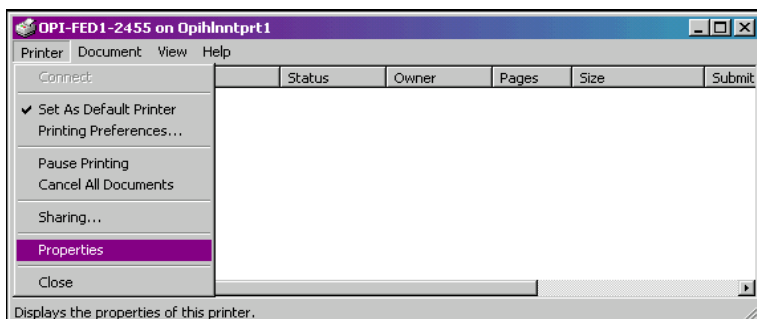 OPI-FED1-2455 on Opihlnntprt1
Printer Document View Help
Connect Status Owner Pages Size Submit
Set As Default Printer
Printing Preferences...
Pause Printing
Cancel All Documents
Sharing...
Properties
Close
Displays the properties of this printer.